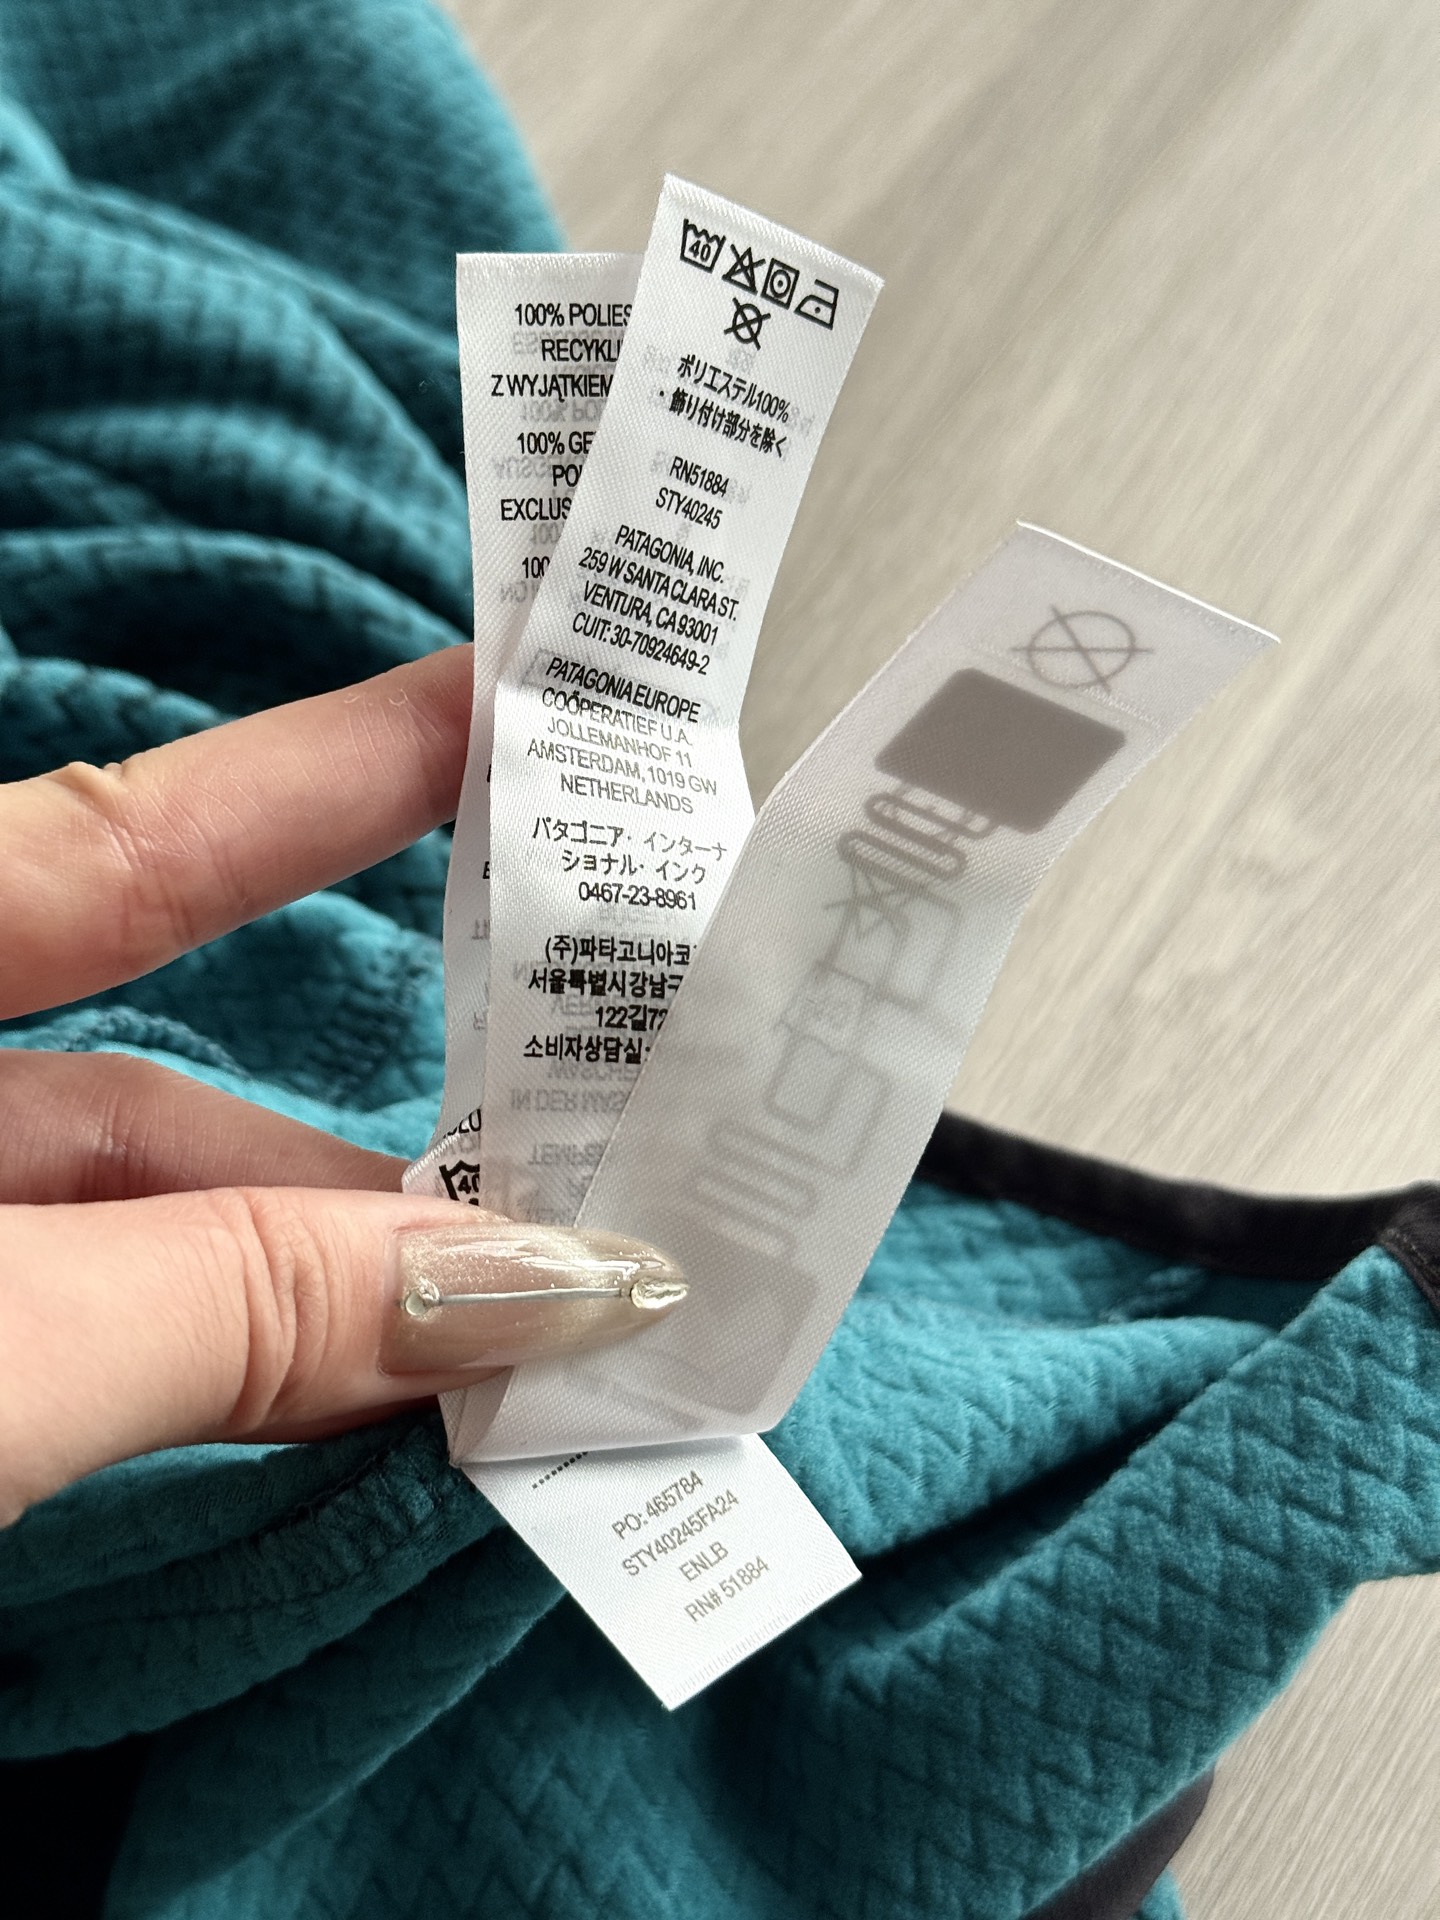 100% POLIES
RECYKLI
Z WYJĄTKIEM
100% GE
PO
EXCLUS
100
40
ポリエステル100%
・飾り付け部分を除く
RN51884
STY40245
PATAGONIA, INC.
259 W SANTA CLARA ST.
VENTURA, CA 93001
CUIT: 30-70924649-2
PATAGONIA EUROPE
COÖPERATIEF U.A.
JOLLEMANHOF 11
AMSTERDAM, 1019 GW
NETHERLANDS
パタゴニア・インターナ
ショナル・インク
0467-23-8961
(주)파타고니아코
서울특별시 강남구
122길 72
소비자상담실:
40
PO: 465784
STY40245FA24
ENLB
RN# 51884